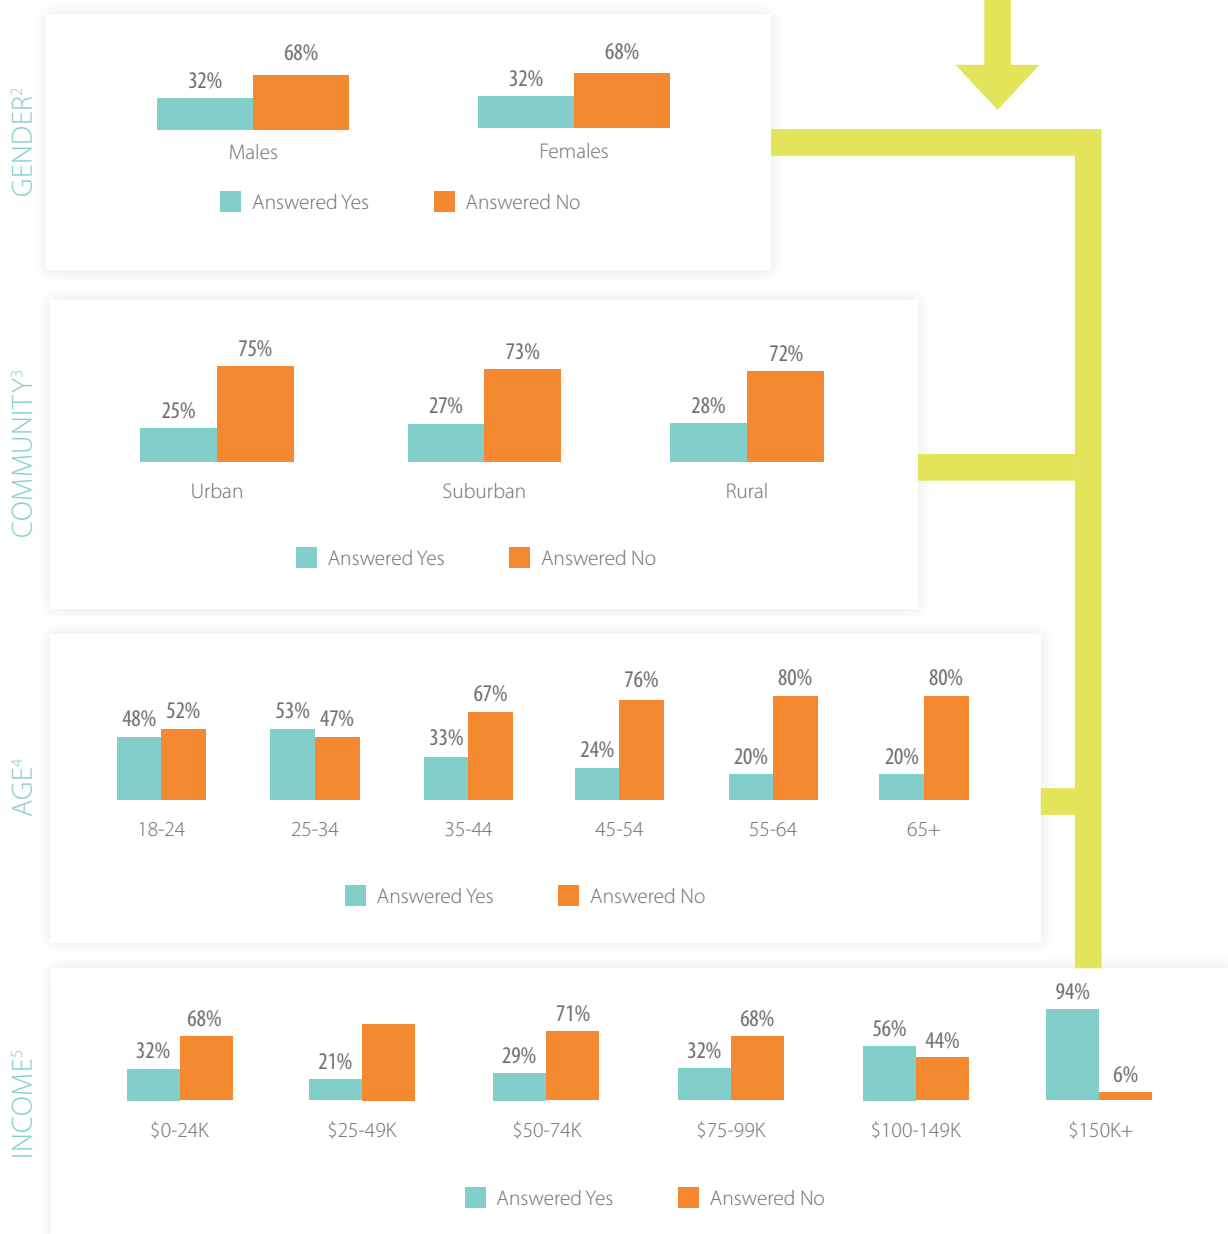 GENDER2
32% 68% 32% 68%
Males Females
Answered Yes Answered No
COMMUNITY3
25% 75% 27% 73% 28% 72%
Urban Suburban Rural
Answered Yes Answered No
AGE4
48% 52% 53% 47% 33% 67% 24% 76% 20% 80% 20% 80%
18-24 25-34 35-44 45-54 55-64 65+
Answered Yes Answered No
INCOME5
32% 68% 21% 29% 71% 32% 68% 56% 44% 94% 6%
$0-24K $25-49K $50-74K $75-99K $100-149K $150K+
Answered Yes Answered No